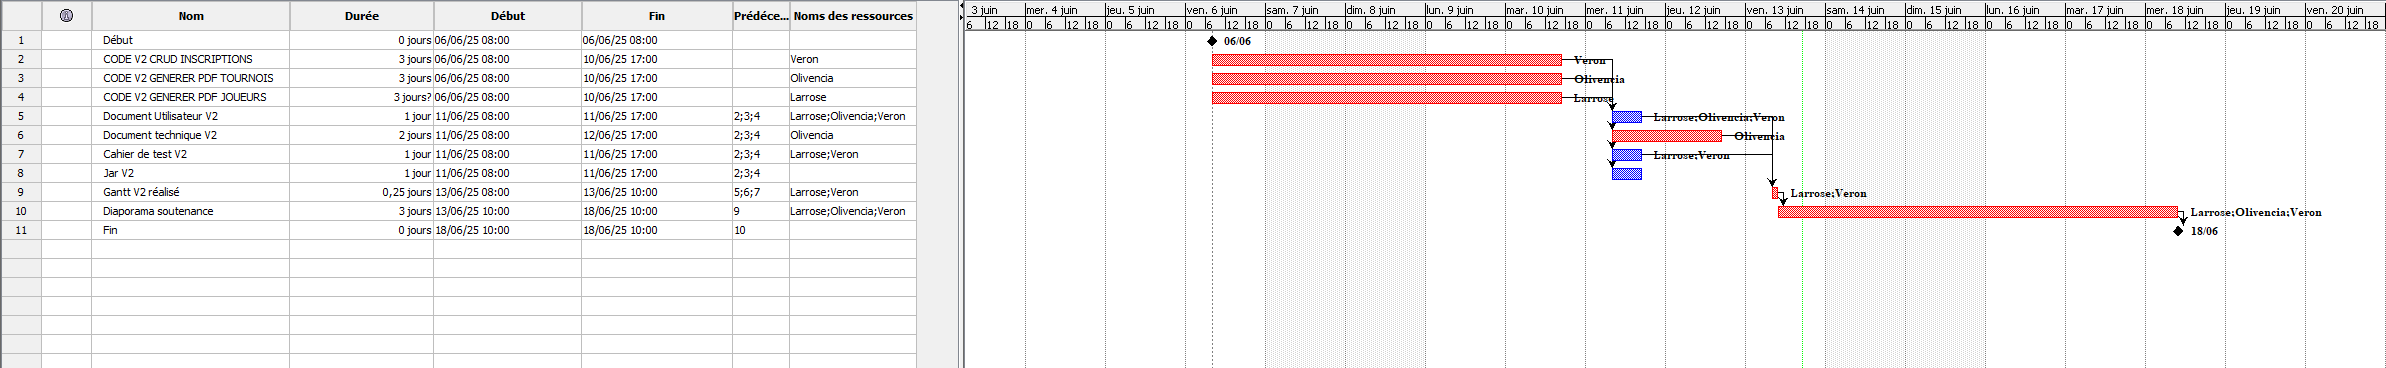 Nom Durée Début Fin Prédéce... Noms des ressources
1 Début 0 jours 06/06/25 08:00 06/06/25 08:00
2 CODE V2 CRUD INSCRIPTIONS 3 jours 06/06/25 08:00 10/06/25 17:00 Veron
3 CODE V2 GENERER PDF TOURNOIS 3 jours 06/06/25 08:00 10/06/25 17:00 Olivencia
4 CODE V2 GENERER PDF JOUEURS 3 jours? 06/06/25 08:00 10/06/25 17:00 Larrose
5 Document Utilisateur V2 1 jour 11/06/25 08:00 11/06/25 17:00 2;3;4 Larrose;Olivencia;Veron
6 Document technique V2 2 jours 11/06/25 08:00 12/06/25 17:00 2;3;4 Olivencia
7 Cahier de test V2 1 jour 11/06/25 08:00 11/06/25 17:00 2;3;4 Larrose;Veron
8 Jar V2 1 jour 11/06/25 08:00 11/06/25 17:00 2;3;4
9 Gantt V2 réalisé 0,25 jours 13/06/25 08:00 13/06/25 10:00 5;6;7 Larrose;Veron
10 Diaporama soutenance 3 jours 13/06/25 10:00 18/06/25 10:00 9 Larrose;Olivencia;Veron
11 Fin 0 jours 18/06/25 10:00 18/06/25 10:00 10
3 juin mer. 4 juin jeu. 5 juin ven. 6 juin sam. 7 juin dim. 8 juin lun. 9 juin mar. 10 juin mer. 11 juin jeu. 12 juin ven. 13 juin sam. 14 juin dim. 15 juin lun. 16 juin mar. 17 juin mer. 18 juin jeu. 19 juin ven. 20 juin
6 12 18 0 6 12 18 0 6 12 18 0 6 12 18 0 6 12 18 0 6 12 18 0 6 12 18 0 6 12 18 0 6 12 18 0 6 12 18 0 6 12 18 0 6 12 18 0 6 12 18 0 6 12 18 0 6 12 18 0 6 12 18 0 6 12 18 0 6 12 18
06/06
Veron
Olivencia
Larrose
Larrose;Olivencia;Veron
Olivencia
Larrose;Veron
Larrose;Veron
Larrose;Olivencia;Veron
18/06